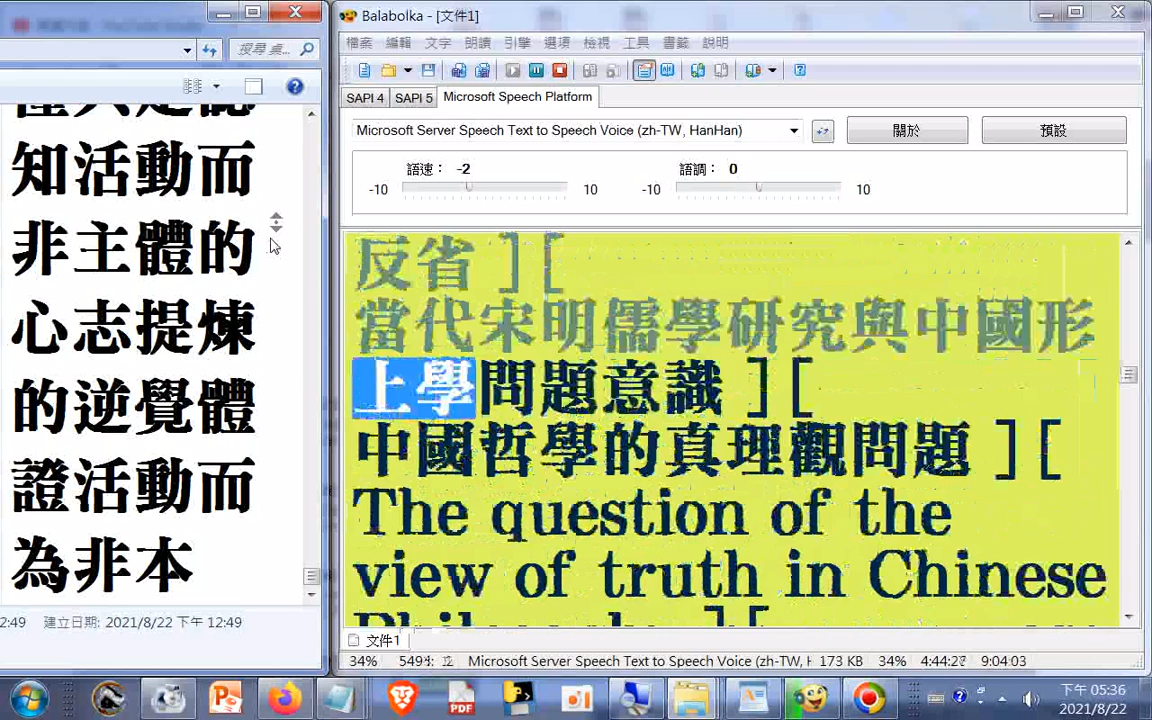 搜尋 桌...
知活動而
非主體的
心志提煉
的逆覺體
證活動而
為非本
12:49 建立日期: 2021/8/22 下午 12:49
Balabolka - [文件1]
檔案 編輯 文字 朗讀 引擎 選項 檢視 工具 書籤 說明
SAPI 4 SAPI 5 Microsoft Speech Platform
Microsoft Server Speech Text to Speech Voice (zh-TW, HanHan) 關於 預設
語速： -2 語調： 0
-10 10 -10 10
反省 ] [
當代宋明儒學研究與中國形
上學問題意識 ] [
中國哲學的真理觀問題 ] [
The question of the
view of truth in Chinese
文件1
34% Microsoft Server Speech Text to Speech Voice (zh-TW, H 173 KB 34% 9:04:03
PDF
下午 05:36
2021/8/22